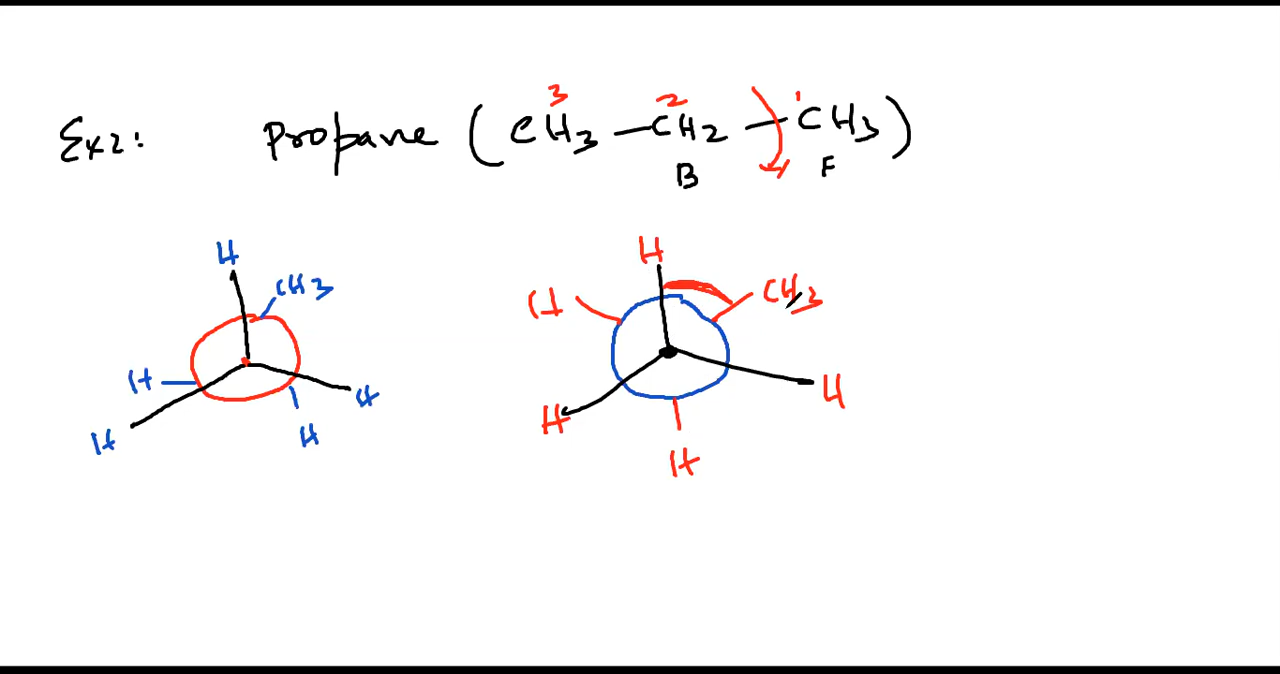 Ex2: Propane (CH3-CH2-CH3)
3 2 1
B F
H H
CH3 H CH3
H H
H H
H H
H